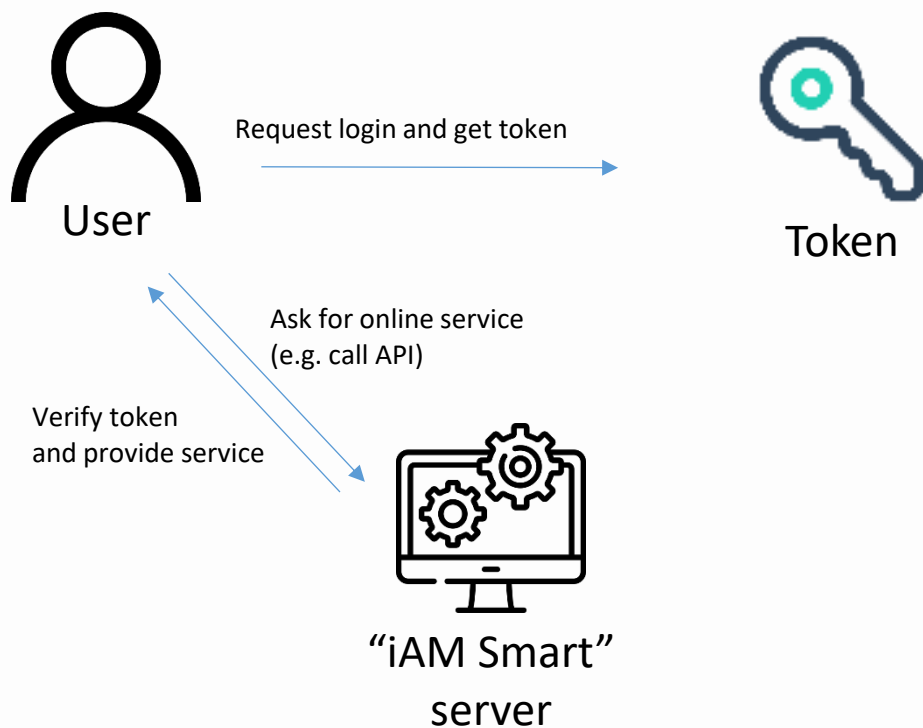 Request login and get token
User
Token
Ask for online service
(e.g. call API)
Verify token
and provide service
“iAM Smart”
server